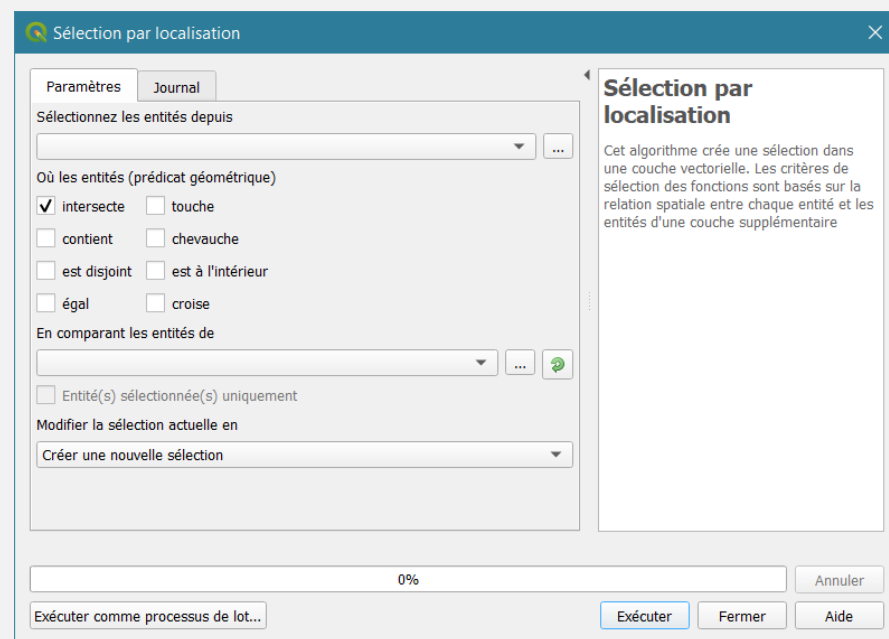 Sélection par localisation
Paramètres
Journal
Sélectionnez les entités depuis
...
Où les entités (prédicat géométrique)
intersecte
touche
contient
chevauche
est disjoint
est à l'intérieur
égal
croise
En comparant les entités de
...
Entité(s) sélectionnée(s) uniquement
Modifier la sélection actuelle en
Créer une nouvelle sélection
Sélection par
localisation
Cet algorithme crée une sélection dans
une couche vectorielle. Les critères de
sélection des fonctions sont basés sur la
relation spatiale entre chaque entité et les
entités d'une couche supplémentaire
0%
Annuler
Exécuter comme processus de lot...
Exécuter
Fermer
Aide